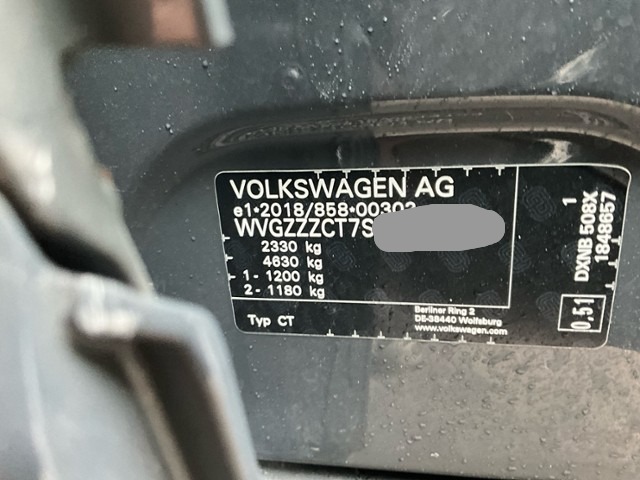 VOLKSWAGEN AG
e1*2018/858*00302
WVGZZZCT7S
2330 kg
4630 kg
1- 1200 kg
2- 1180 kg
Typ CT
Berliner Ring 2
DE-38440 Wolfsburg
www.volkswagen.com
1
DXNB 508X
1848657
0,51